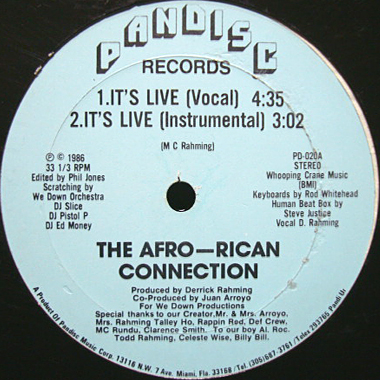 PANDISC
RECORDS
1.IT'S LIVE (Vocal) 4:35
2.IT'S LIVE (Instrumental) 3:02
(M C Rahming)
Ⓟ © 1986
33 1/3 RPM
Edited by Phil Jones
Scratching by
We Down Orchestra
DJ Slice
DJ Pistol P
DJ Ed Money
PD-020A
STEREO
Whooping Crane Music
(BMI)
Keyboards by Rod Whitehead
Human Beat Box by
Steve Justice
Vocal D. Rahming
THE AFRO—RICAN
CONNECTION
Produced by Derrick Rahming
Co-Produced by Juan Arroyo
For We Down Productions
Special thanks to our Creator,Mr. & Mrs. Arroyo,
Mrs. Rahming Talley Ho, Rappin Red, Def Crew,
MC Rundu, Clarence Smith. To our boy Al, Roc.
Todd Rahming, Celeste Wise, Billy Bill.
A Product Of Pandisc Music Corp. 13116 N.W. 7 Ave. Miami, Fla. 33168 / Tel.(305)687-3761 /Telex 293765 Pandi Ur